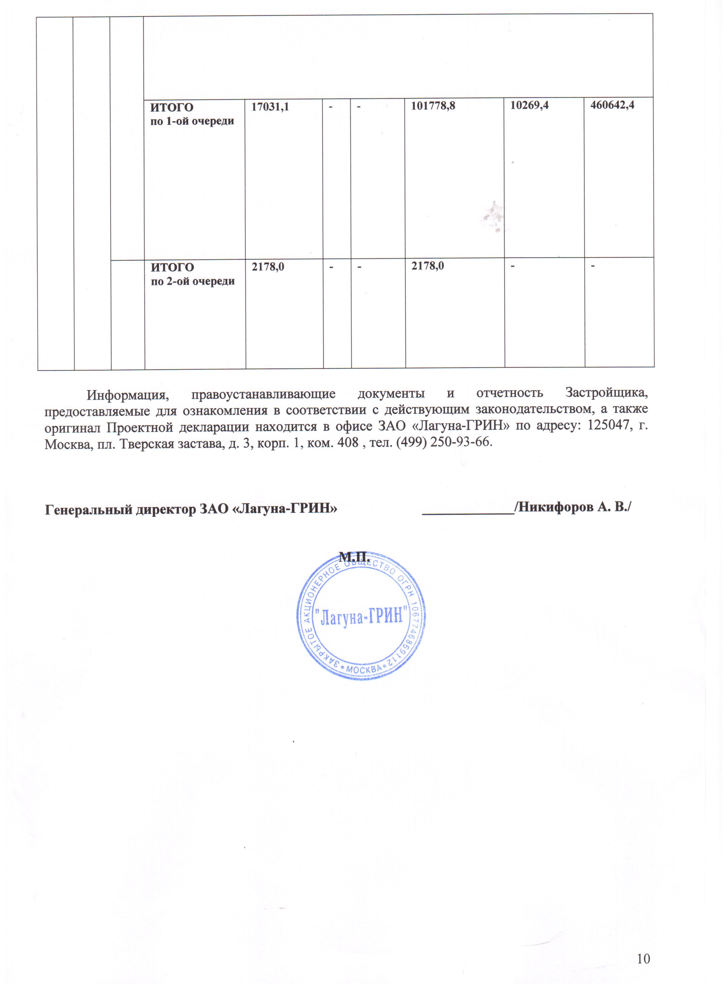 ИТОГО 17031,1 - - 101778,8 10269,4 460642,4
по 1-ой очереди
ИТОГО 2178,0 - - 2178,0 - -
по 2-ой очереди
Информация, правоустанавливающие документы и отчетность Застройщика,
предоставляемые для ознакомления в соответствии с действующим законодательством, а также
оригинал Проектной декларации находится в офисе ЗАО «Лагуна-ГРИН» по адресу: 125047, г.
Москва, пл. Тверская застава, д. 3, корп. 1, ком. 408 , тел. (499) 250-93-66.
Генеральный директор ЗАО «Лагуна-ГРИН» /Никифоров А. В./
М.П.
ЗАКРЫТОЕ АКЦИОНЕРНОЕ ОБЩЕСТВО ОГРН 1067746869112
"Лагуна-ГРИН"
*МОСКВА*
10